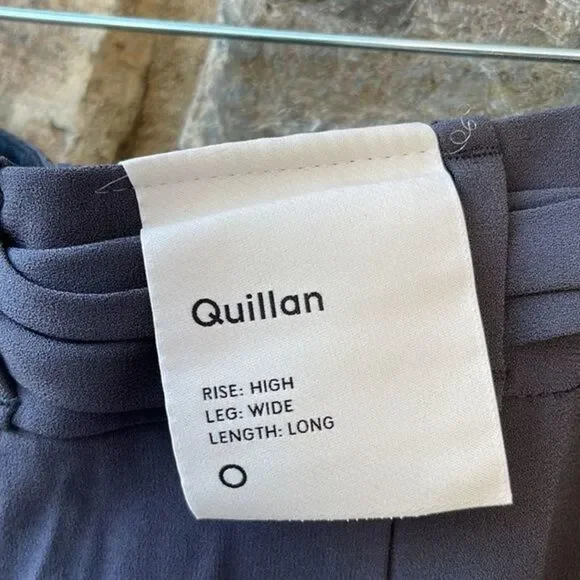 Quillan
RISE: HIGH
LEG: WIDE
LENGTH: LONG
O